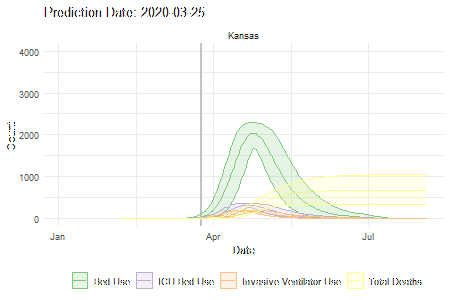 Prediction Date: 2020-03-25
Kansas
4000
3000
2000
1000
0
Count
Jan
Apr
Jul
Date
Bed Use
ICU Bed Use
Invasive Ventilator Use
Total Deaths